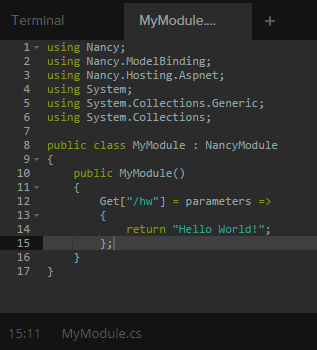 Terminal MyModule.... +
1 using Nancy;
2 using Nancy.ModelBinding;
3 using Nancy.Hosting.Aspnet;
4 using System;
5 using System.Collections.Generic;
6 using System.Collections;
7
8 public class MyModule : NancyModule
9 {
10 public MyModule()
11 {
12 Get["/hw"] = parameters =>
13 {
14 return "Hello World!";
15 };
16 }
17 }
15:11 MyModule.cs